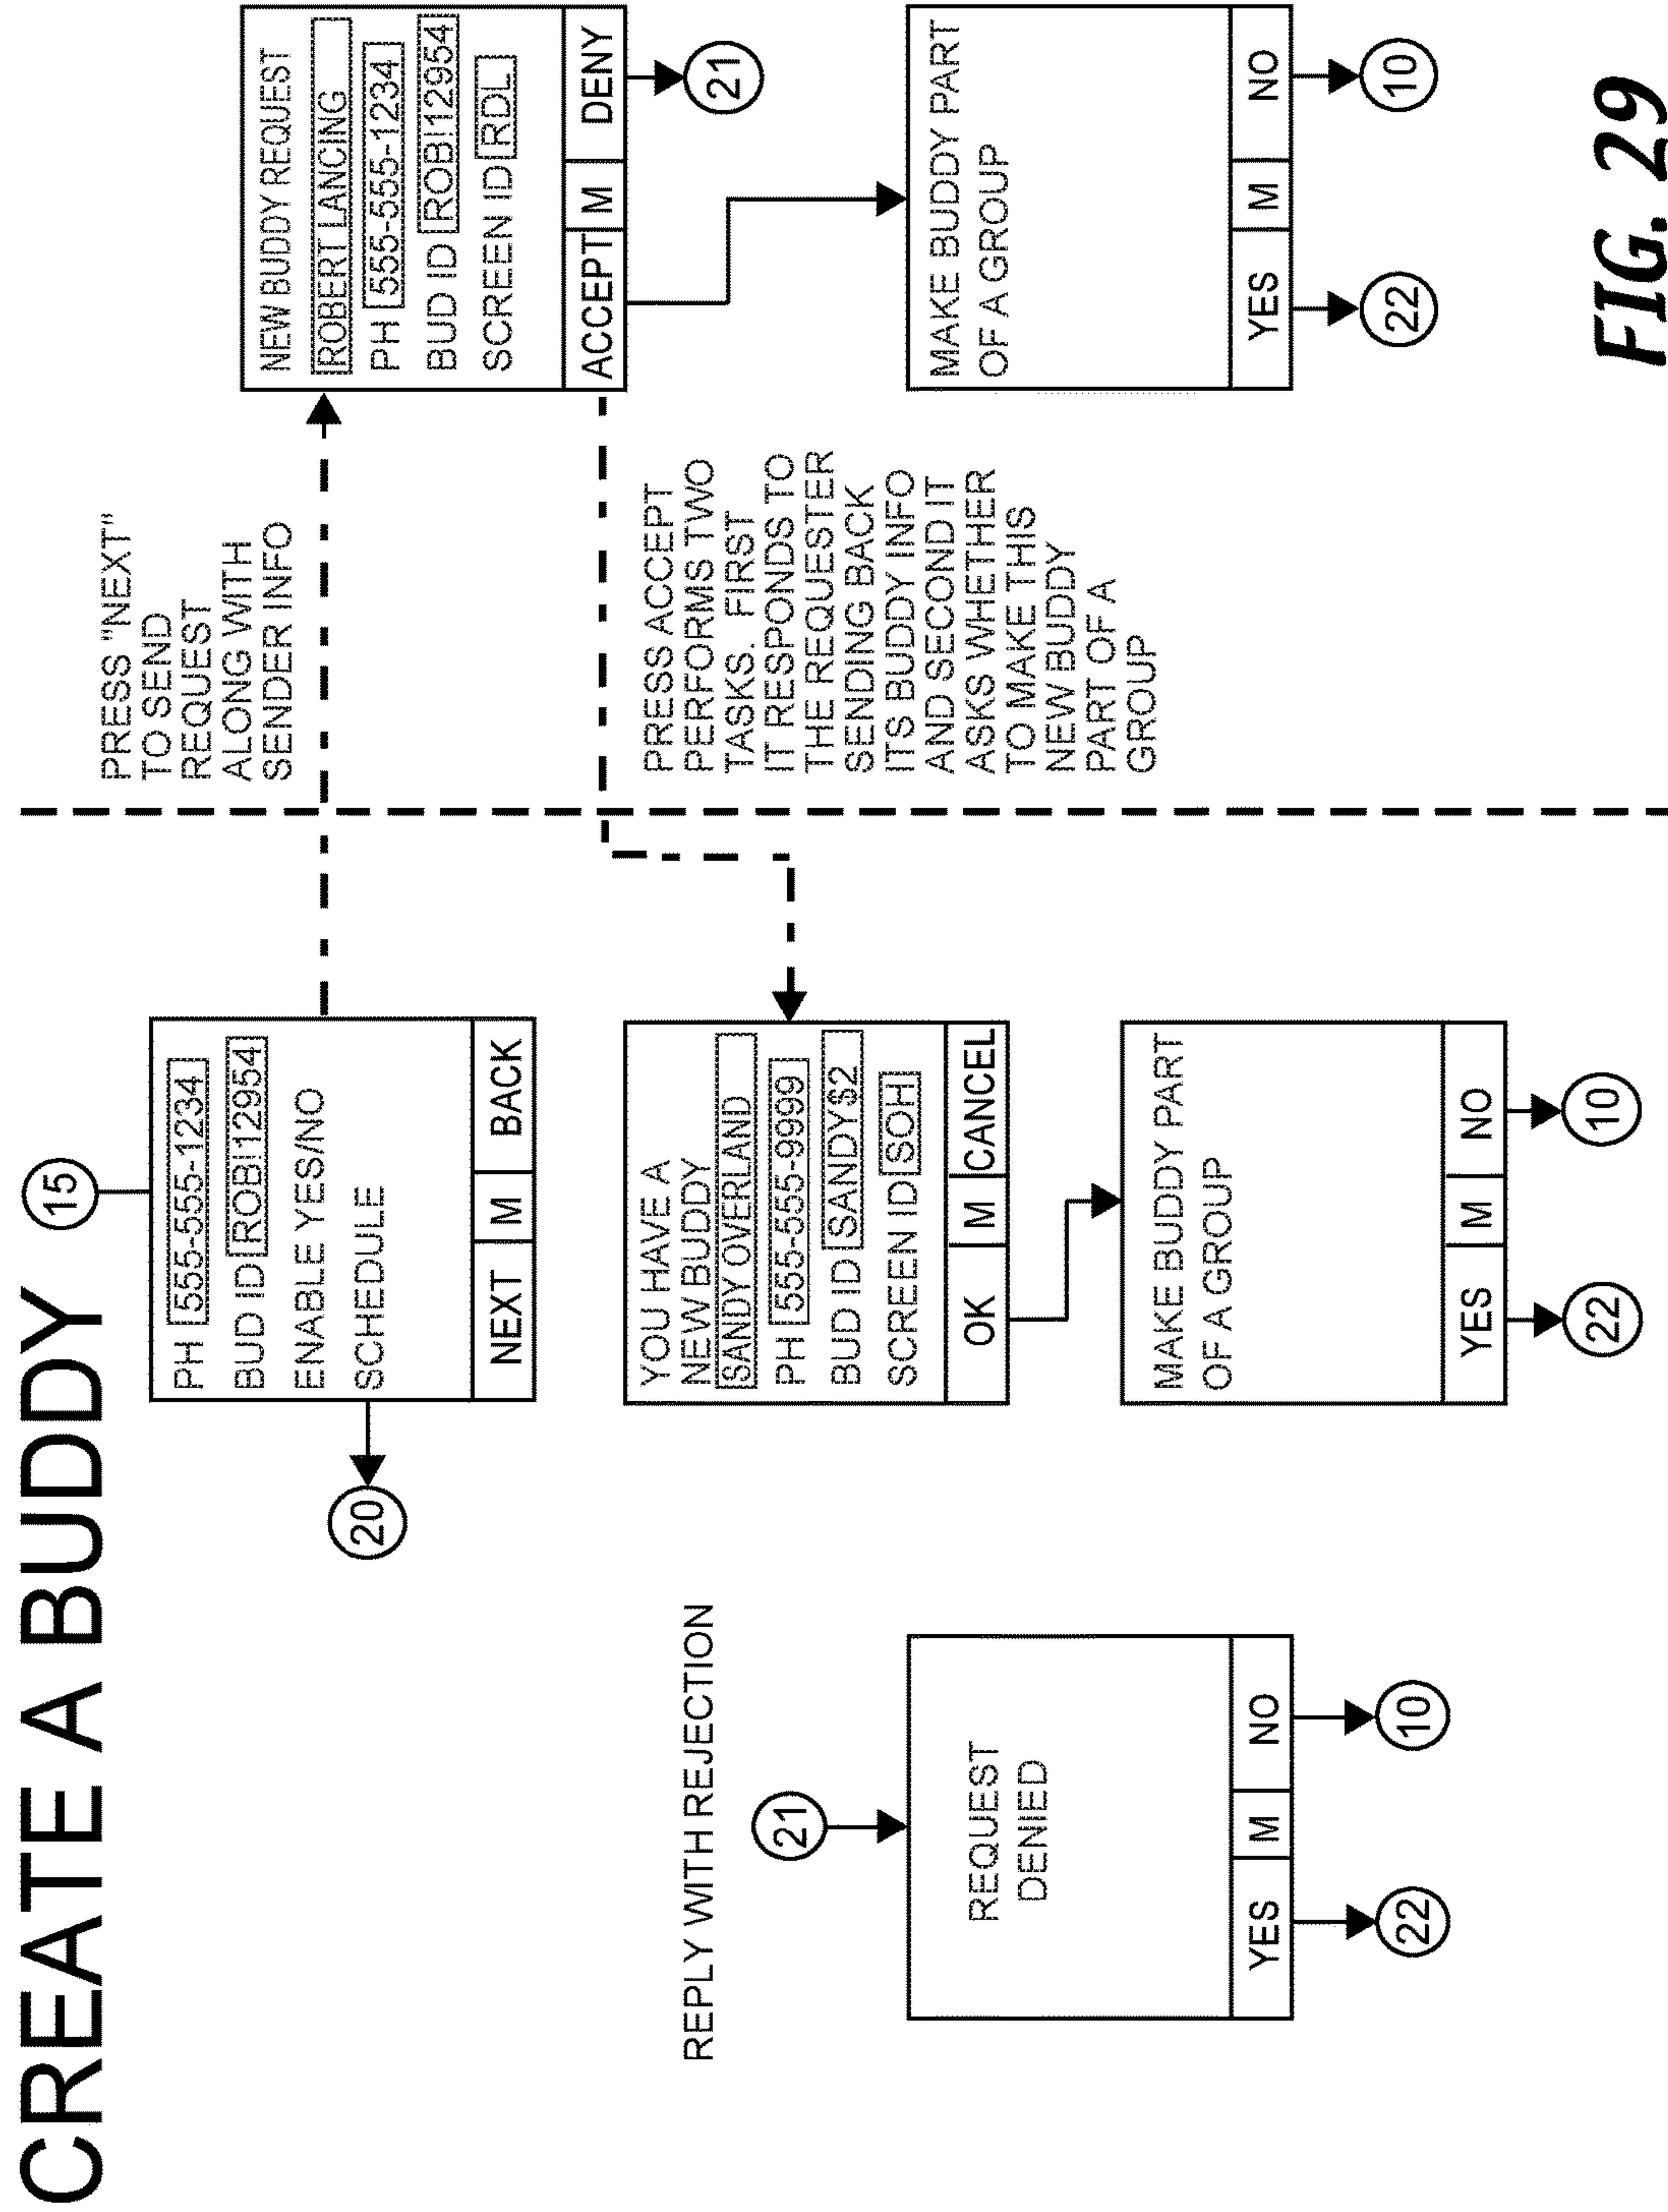 CREATE A BUDDY
15
PH 555-555-1234
BUD ID ROB!12954
ENABLE YES/NO
SCHEDULE
NEXT M BACK
20
PRESS "NEXT"
TO SEND
REQUEST
ALONG WITH
SENDER INFO
NEW BUDDY REQUEST
ROBERT LANCING
PH 555-555-1234
BUD ID ROB!12954
SCREEN ID RDL
ACCEPT M DENY
21
PRESS ACCEPT
PERFORMS TWO
TASKS. FIRST
IT RESPONDS TO
THE REQUESTER
SENDING BACK
ITS BUDDY INFO
AND SECOND IT
ASKS WHETHER
TO MAKE THIS
NEW BUDDY
PART OF A
GROUP
YOU HAVE A
NEW BUDDY
SANDY OVERLAND
PH 555-555-9999
BUD ID SANDY$2
SCREEN ID SOH
OK M CANCEL
MAKE BUDDY PART
OF A GROUP
YES M NO
22 10
REPLY WITH REJECTION
21
REQUEST
DENIED
YES M NO
22 10
MAKE BUDDY PART
OF A GROUP
YES M NO
22 10
FIG. 29